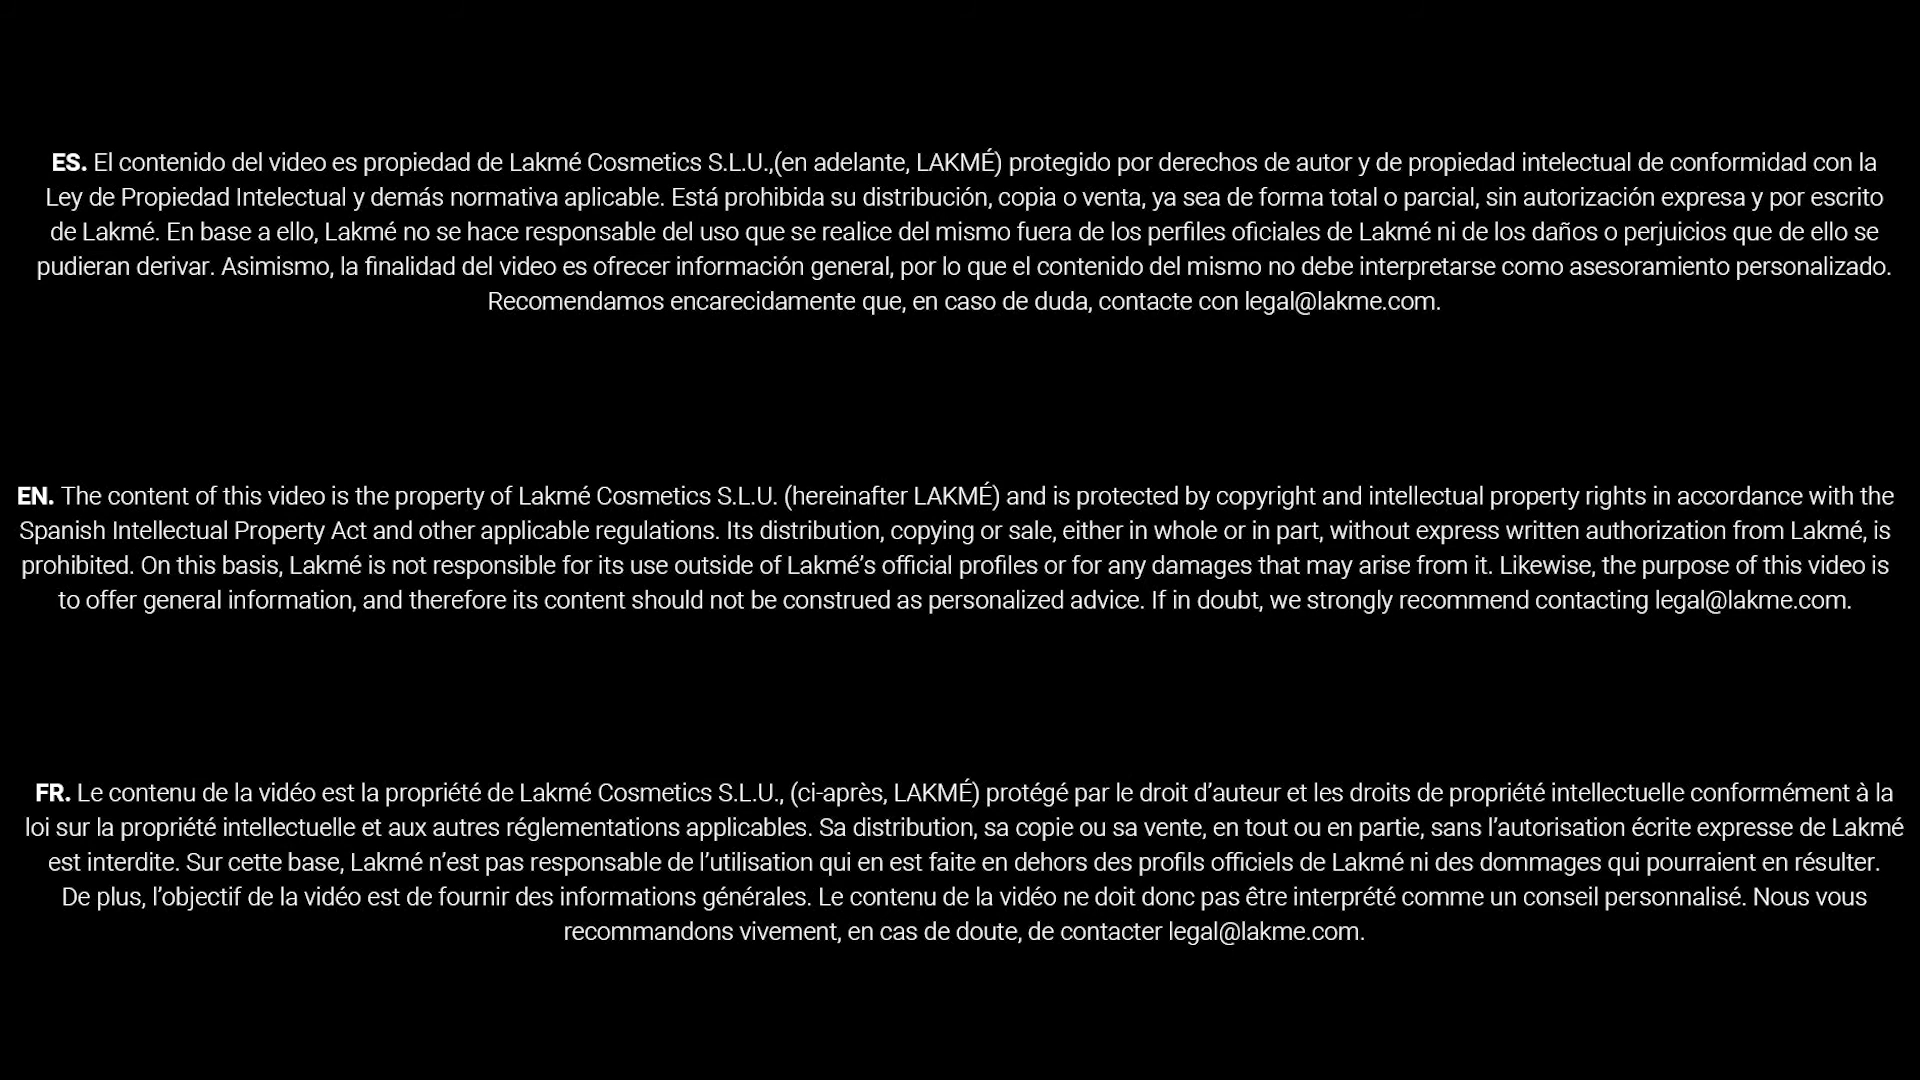 ES. El contenido del video es propiedad de Lakmé Cosmetics S.L.U.,(en adelante, LAKMÉ) protegido por derechos de autor y de propiedad intelectual de conformidad con la
Ley de Propiedad Intelectual y demás normativa aplicable. Está prohibida su distribución, copia o venta, ya sea de forma total o parcial, sin autorización expresa y por escrito
de Lakmé. En base a ello, Lakmé no se hace responsable del uso que se realice del mismo fuera de los perfiles oficiales de Lakmé ni de los daños o perjuicios que de ello se
pudieran derivar. Asimismo, la finalidad del video es ofrecer información general, por lo que el contenido del mismo no debe interpretarse como asesoramiento personalizado.
Recomendamos encarecidamente que, en caso de duda, contacte con legal@lakme.com.
EN. The content of this video is the property of Lakmé Cosmetics S.L.U. (hereinafter LAKMÉ) and is protected by copyright and intellectual property rights in accordance with the
Spanish Intellectual Property Act and other applicable regulations. Its distribution, copying or sale, either in whole or in part, without express written authorization from Lakmé, is
prohibited. On this basis, Lakmé is not responsible for its use outside of Lakmé’s official profiles or for any damages that may arise from it. Likewise, the purpose of this video is
to offer general information, and therefore its content should not be construed as personalized advice. If in doubt, we strongly recommend contacting legal@lakme.com.
FR. Le contenu de la vidéo est la propriété de Lakmé Cosmetics S.L.U., (ci-après, LAKMÉ) protégé par le droit d’auteur et les droits de propriété intellectuelle conformément à la
loi sur la propriété intellectuelle et aux autres réglementations applicables. Sa distribution, sa copie ou sa vente, en tout ou en partie, sans l’autorisation écrite expresse de Lakmé
est interdite. Sur cette base, Lakmé n’est pas responsable de l’utilisation qui en est faite en dehors des profils officiels de Lakmé ni des dommages qui pourraient en résulter.
De plus, l’objectif de la vidéo est de fournir des informations générales. Le contenu de la vidéo ne doit donc pas être interprété comme un conseil personnalisé. Nous vous
recommandons vivement, en cas de doute, de contacter legal@lakme.com.